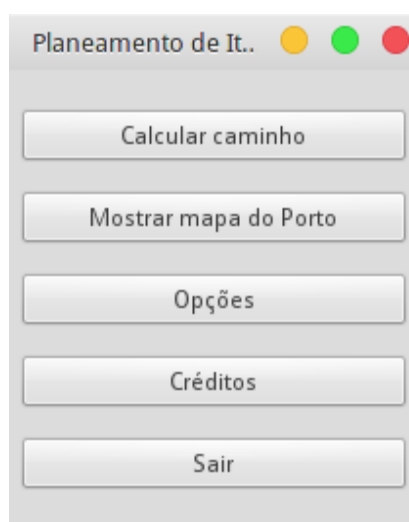 Planeamento de It..
Calcular caminho
Mostrar mapa do Porto
Opções
Créditos
Sair